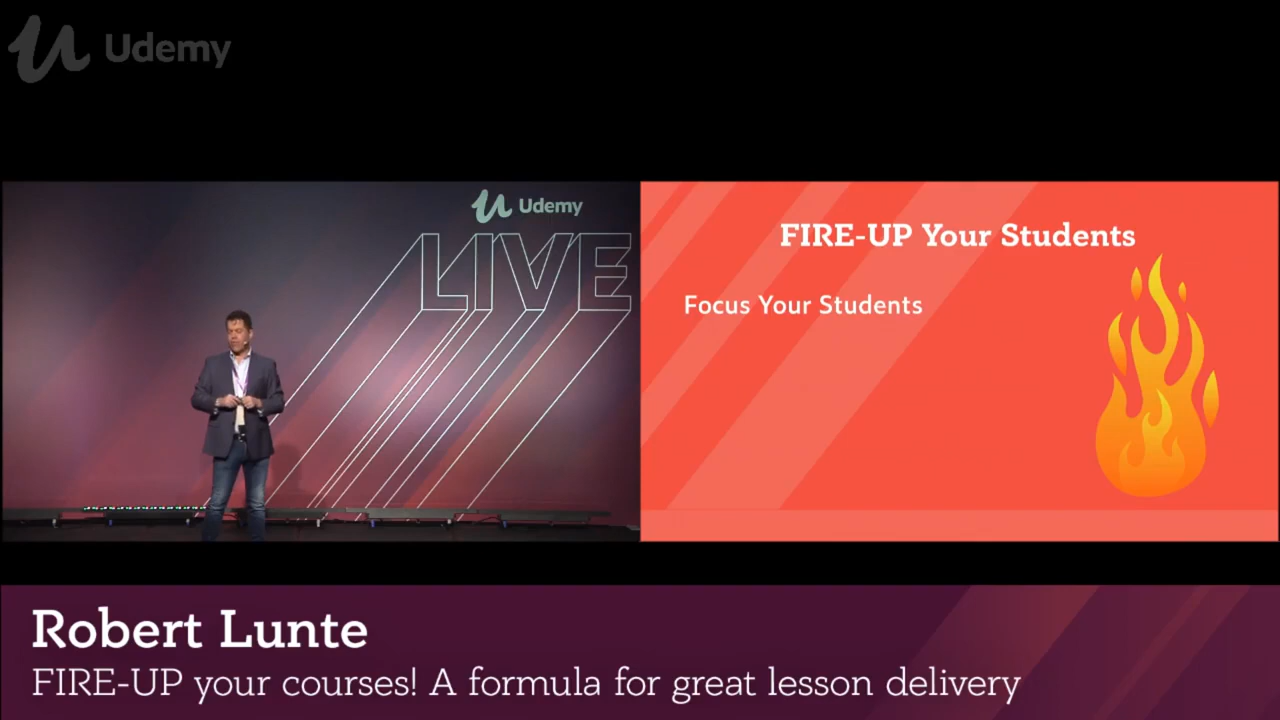 Udemy
Udemy
LIVE
FIRE-UP Your Students
Focus Your Students
Robert Lunte
FIRE-UP your courses! A formula for great lesson delivery